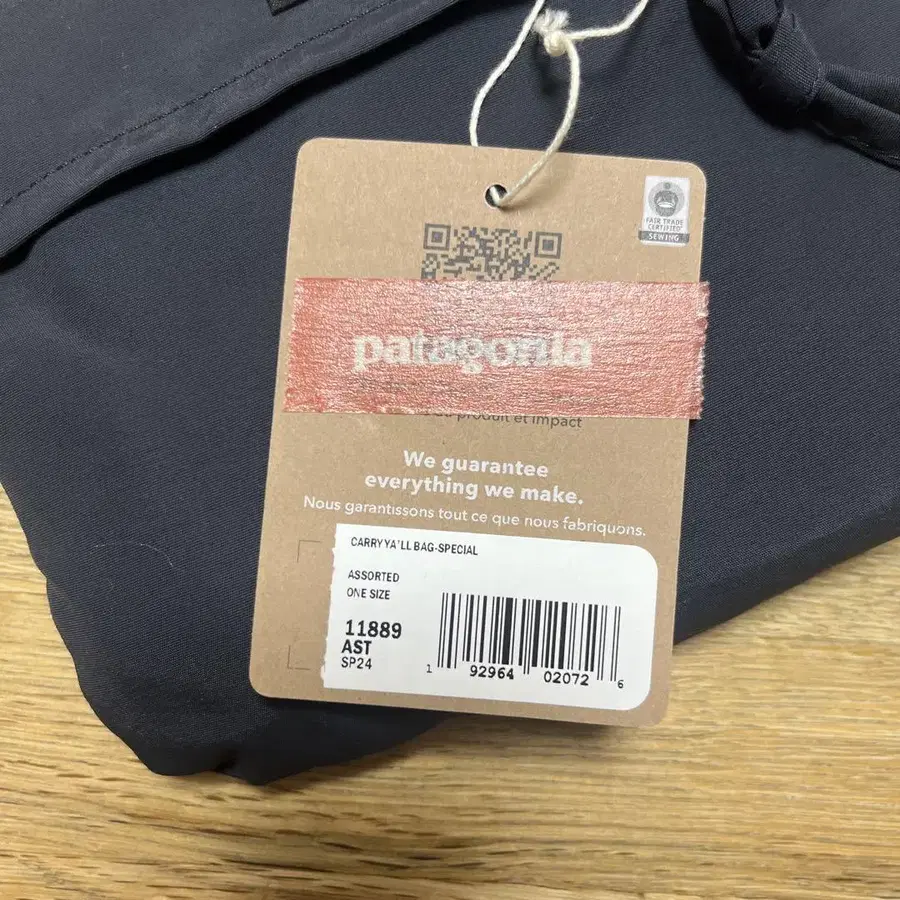 FAIR TRADE
CERTIFIED
SEWING
patagonia
produit et impact
We guarantee
everything we make.
Nous garantissons tout ce que nous fabriquons.
CARRY YA'LL BAG-SPECIAL
ASSORTED
ONE SIZE
11889
AST
SP24
1 92964 02072 6